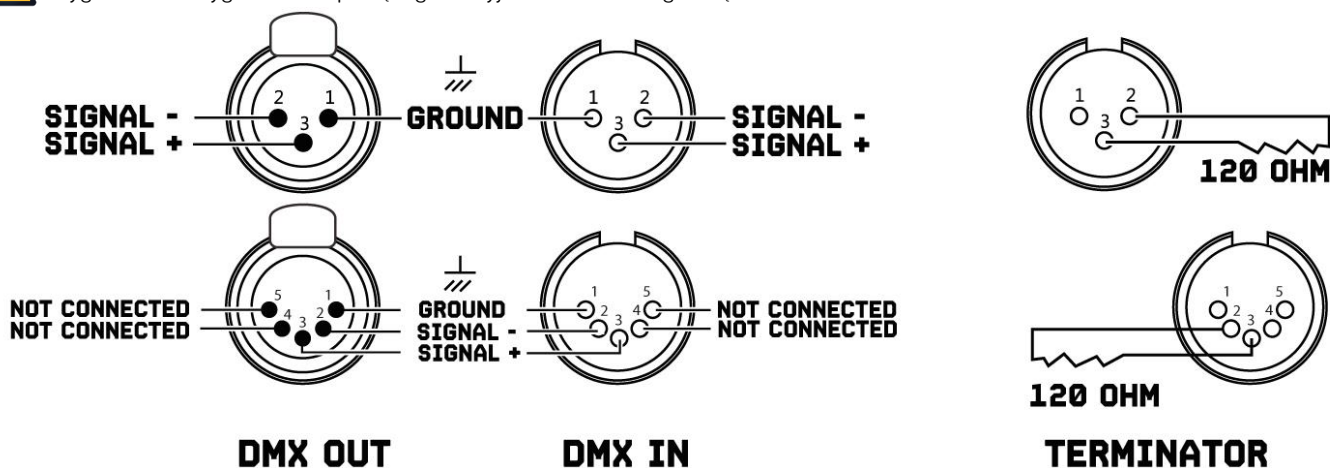 2 1
3
SIGNAL -
SIGNAL +
GROUND
1 2
3
SIGNAL -
SIGNAL +
1 2
3
120 OHM
5 1
4 2
3
NOT CONNECTED
NOT CONNECTED
GROUND
SIGNAL -
SIGNAL +
1 5
2 4
3
NOT CONNECTED
NOT CONNECTED
1 5
2 4
3
120 OHM
DMX OUT
DMX IN
TERMINATOR